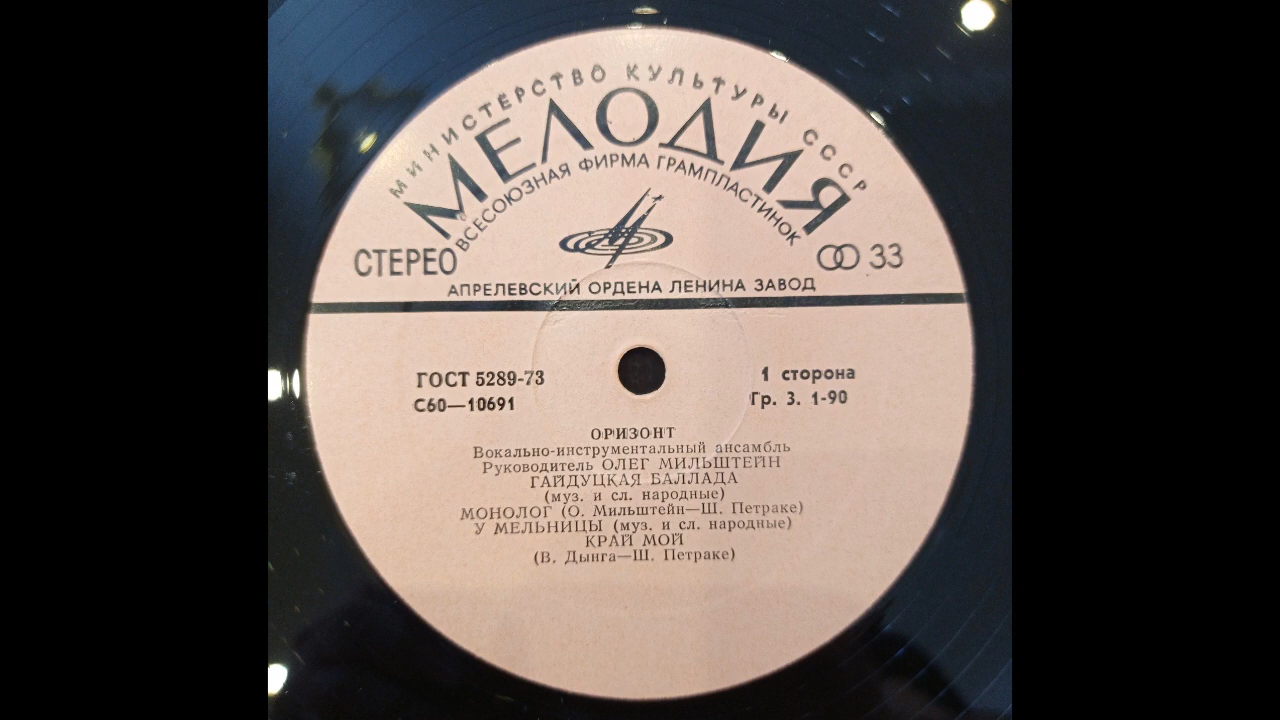 МИНИСТЕРСТВО КУЛЬТУРЫ СССР
МЕЛОДИЯ
ВСЕСОЮЗНАЯ ФИРМА ГРАМПЛАСТИНОК
СТЕРЕО
33
АПРЕЛЕВСКИЙ ОРДЕНА ЛЕНИНА ЗАВОД
ГОСТ 5289-73
1 сторона
С60—10691
Гр. 3. 1-90
ОРИЗОНТ
Вокально-инструментальный ансамбль
Руководитель ОЛЕГ МИЛЬШТЕЙН
ГАЙДУЦКАЯ БАЛЛАДА
(муз. и сл. народные)
МОНОЛОГ (О. Мильштейн—Ш. Петраке)
У МЕЛЬНИЦЫ (муз. и сл. народные)
КРАЙ МОЙ
(В. Дынга—Ш. Петраке)